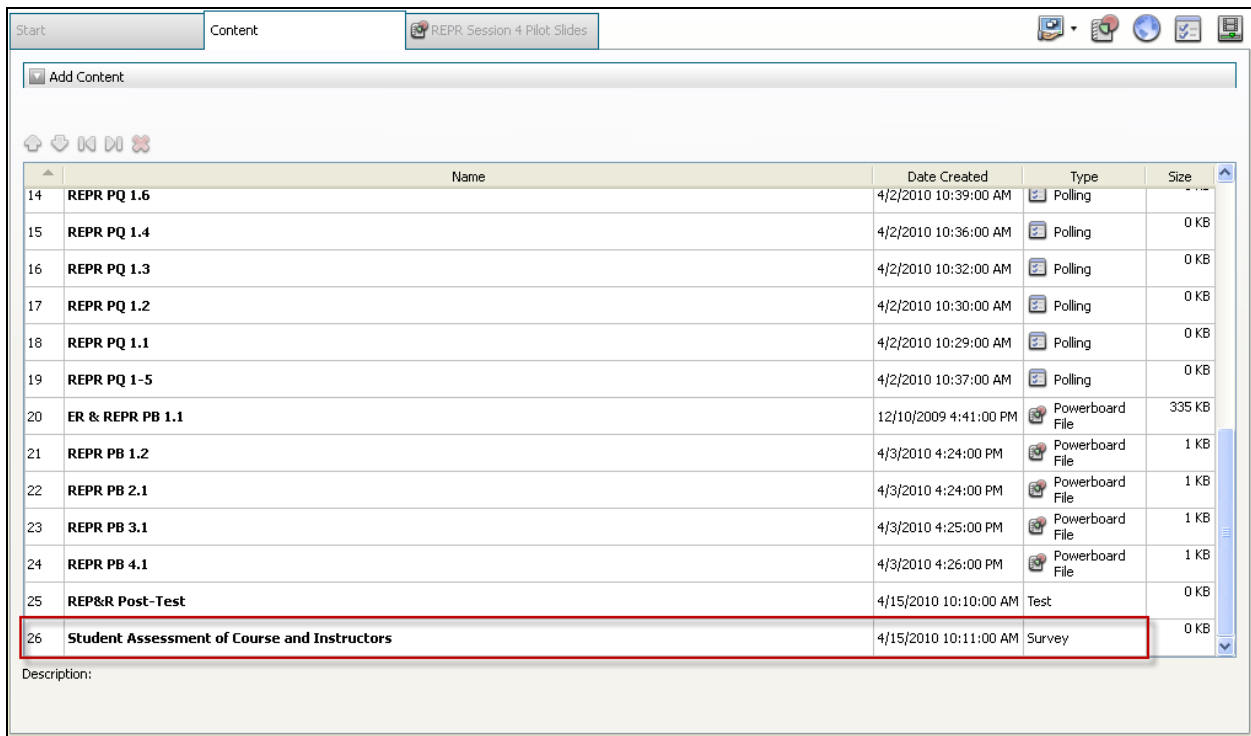 Start Content REPR Session 4 Pilot Slides
Add Content
Name Date Created Type Size
14 REPR PQ 1.6 4/2/2010 10:39:00 AM Polling
15 REPR PQ 1.4 4/2/2010 10:36:00 AM Polling 0 KB
16 REPR PQ 1.3 4/2/2010 10:32:00 AM Polling 0 KB
17 REPR PQ 1.2 4/2/2010 10:30:00 AM Polling 0 KB
18 REPR PQ 1.1 4/2/2010 10:29:00 AM Polling 0 KB
19 REPR PQ 1-5 4/2/2010 10:37:00 AM Polling 0 KB
20 ER & REPR PB 1.1 12/10/2009 4:41:00 PM Powerboard File 335 KB
21 REPR PB 1.2 4/3/2010 4:24:00 PM Powerboard File 1 KB
22 REPR PB 2.1 4/3/2010 4:24:00 PM Powerboard File 1 KB
23 REPR PB 3.1 4/3/2010 4:25:00 PM Powerboard File 1 KB
24 REPR PB 4.1 4/3/2010 4:26:00 PM Powerboard File 1 KB
25 REP&R Post-Test 4/15/2010 10:10:00 AM Test 0 KB
26 Student Assessment of Course and Instructors 4/15/2010 10:11:00 AM Survey 0 KB
Description: